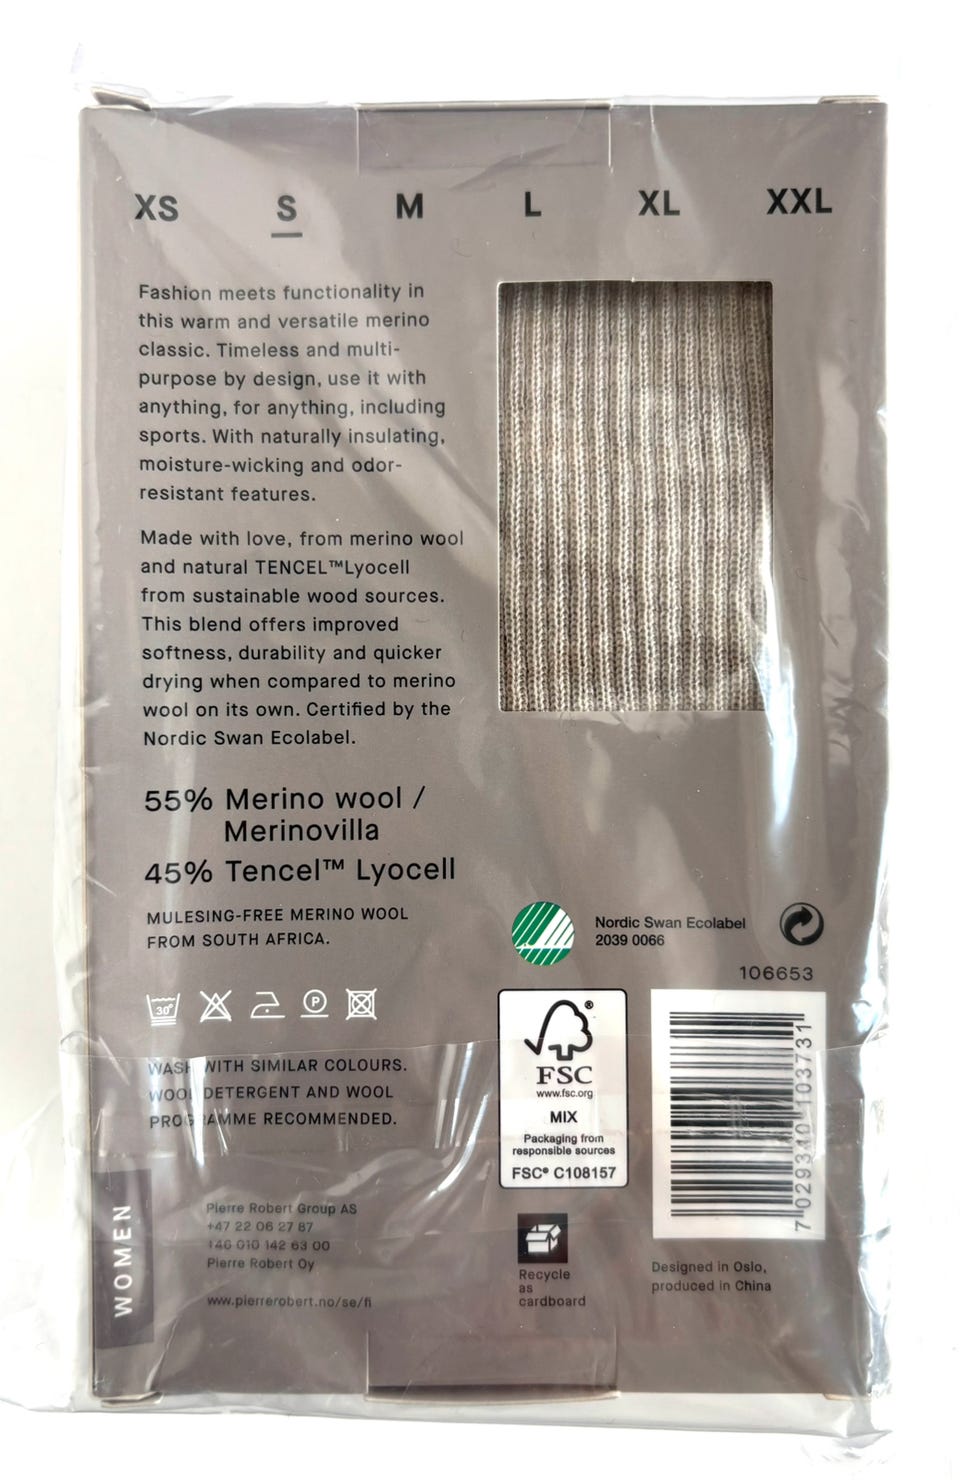 XS S M L XL XXL
Fashion meets functionality in
this warm and versatile merino
classic. Timeless and multi-
purpose by design, use it with
anything, for anything, including
sports. With naturally insulating,
moisture-wicking and odor-
resistant features.
Made with love, from merino wool
and natural TENCEL™Lyocell
from sustainable wood sources.
This blend offers improved
softness, durability and quicker
drying when compared to merino
wool on its own. Certified by the
Nordic Swan Ecolabel.
55% Merino wool /
Merinovilla
45% Tencel™ Lyocell
MULESING-FREE MERINO WOOL
FROM SOUTH AFRICA.
30°
P
WASH WITH SIMILAR COLOURS.
WOOL DETERGENT AND WOOL
PROGRAMME RECOMMENDED.
WOMEN
Pierre Robert Group AS
+47 22 06 27 87
+46 010 142 63 00
Pierre Robert Oy
www.pierrerobert.no/se/fi
Nordic Swan Ecolabel
2039 0066
106653
FSC®
www.fsc.org
MIX
Packaging from
responsible sources
FSC® C108157
7 029340 103731
Recycle
as
cardboard
Designed in Oslo,
produced in China